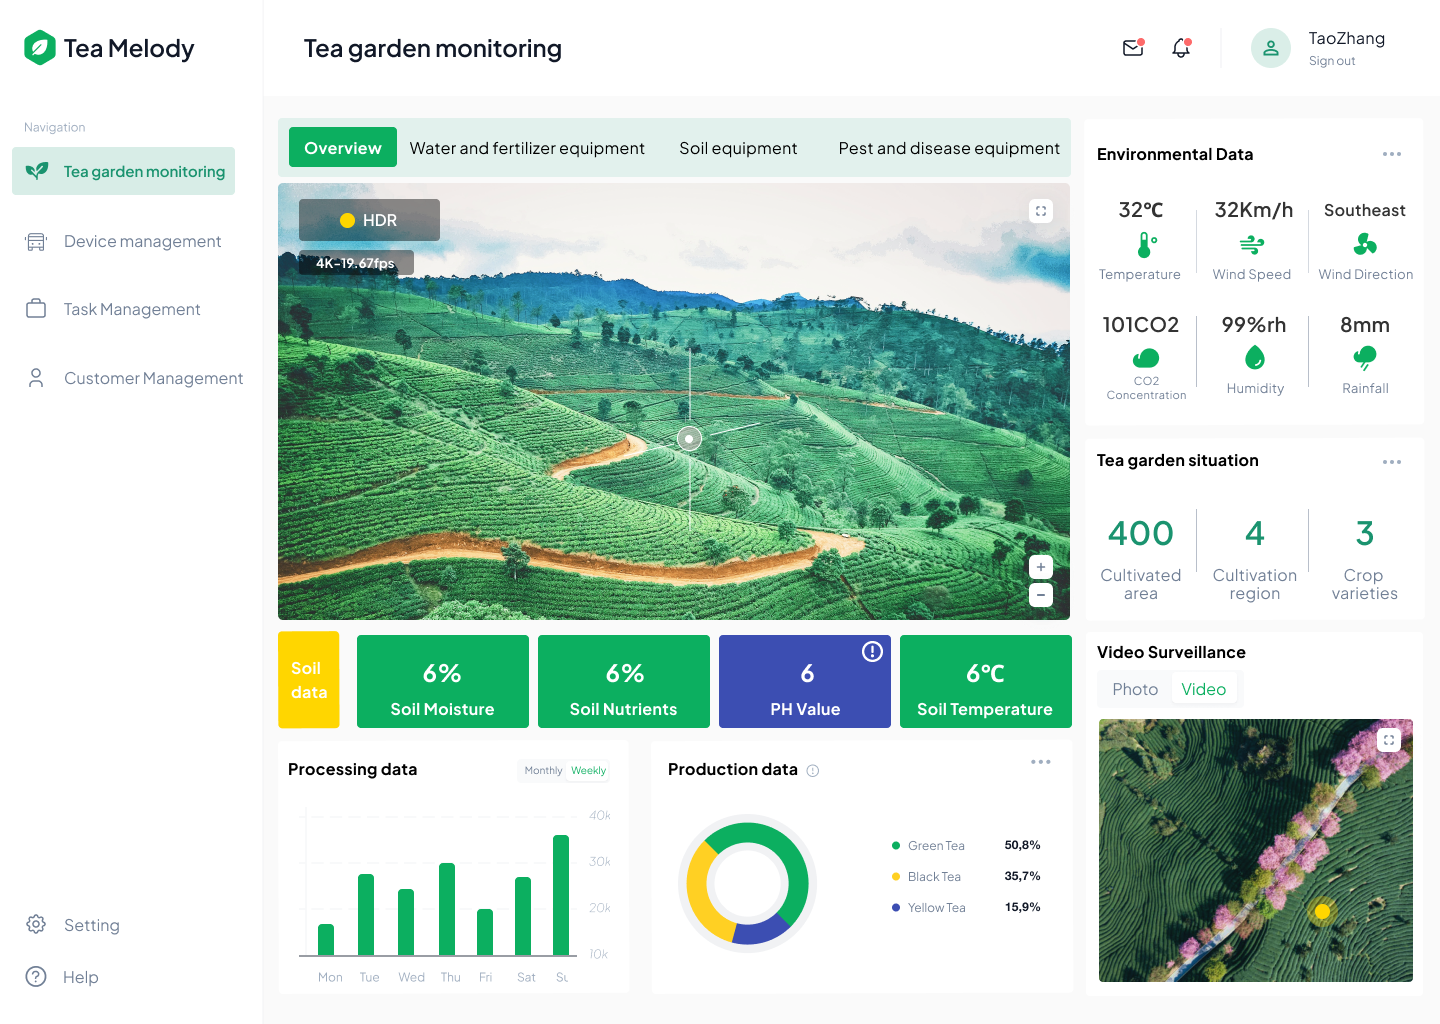 Tea Melody
Tea garden monitoring
TaoZhang
Sign out
Navigation
Tea garden monitoring
Device management
Task Management
Customer Management
Setting
Help
Overview
Water and fertilizer equipment
Soil equipment
Pest and disease equipment
HDR
4K-19.67fps
+
−
Soil
data
6%
Soil Moisture
6%
Soil Nutrients
6
PH Value
6℃
Soil Temperature
Processing data
Monthly
Weekly
40k
30k
20k
10k
Mon Tue Wed Thu Fri Sat Su
Production data
Green Tea 50,8%
Black Tea 35,7%
Yellow Tea 15,9%
Environmental Data
32℃
Temperature
32Km/h
Wind Speed
Southeast
Wind Direction
101CO2
CO2
Concentration
99%rh
Humidity
8mm
Rainfall
Tea garden situation
400
Cultivated
area
4
Cultivation
region
3
Crop
varieties
Video Surveillance
Photo
Video